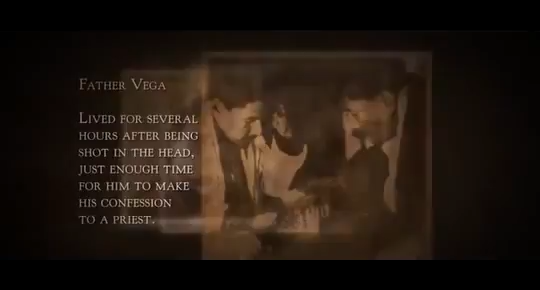 Father Vega
Lived for several
hours after being
shot in the head,
just enough time
for him to make
his confession
to a priest.